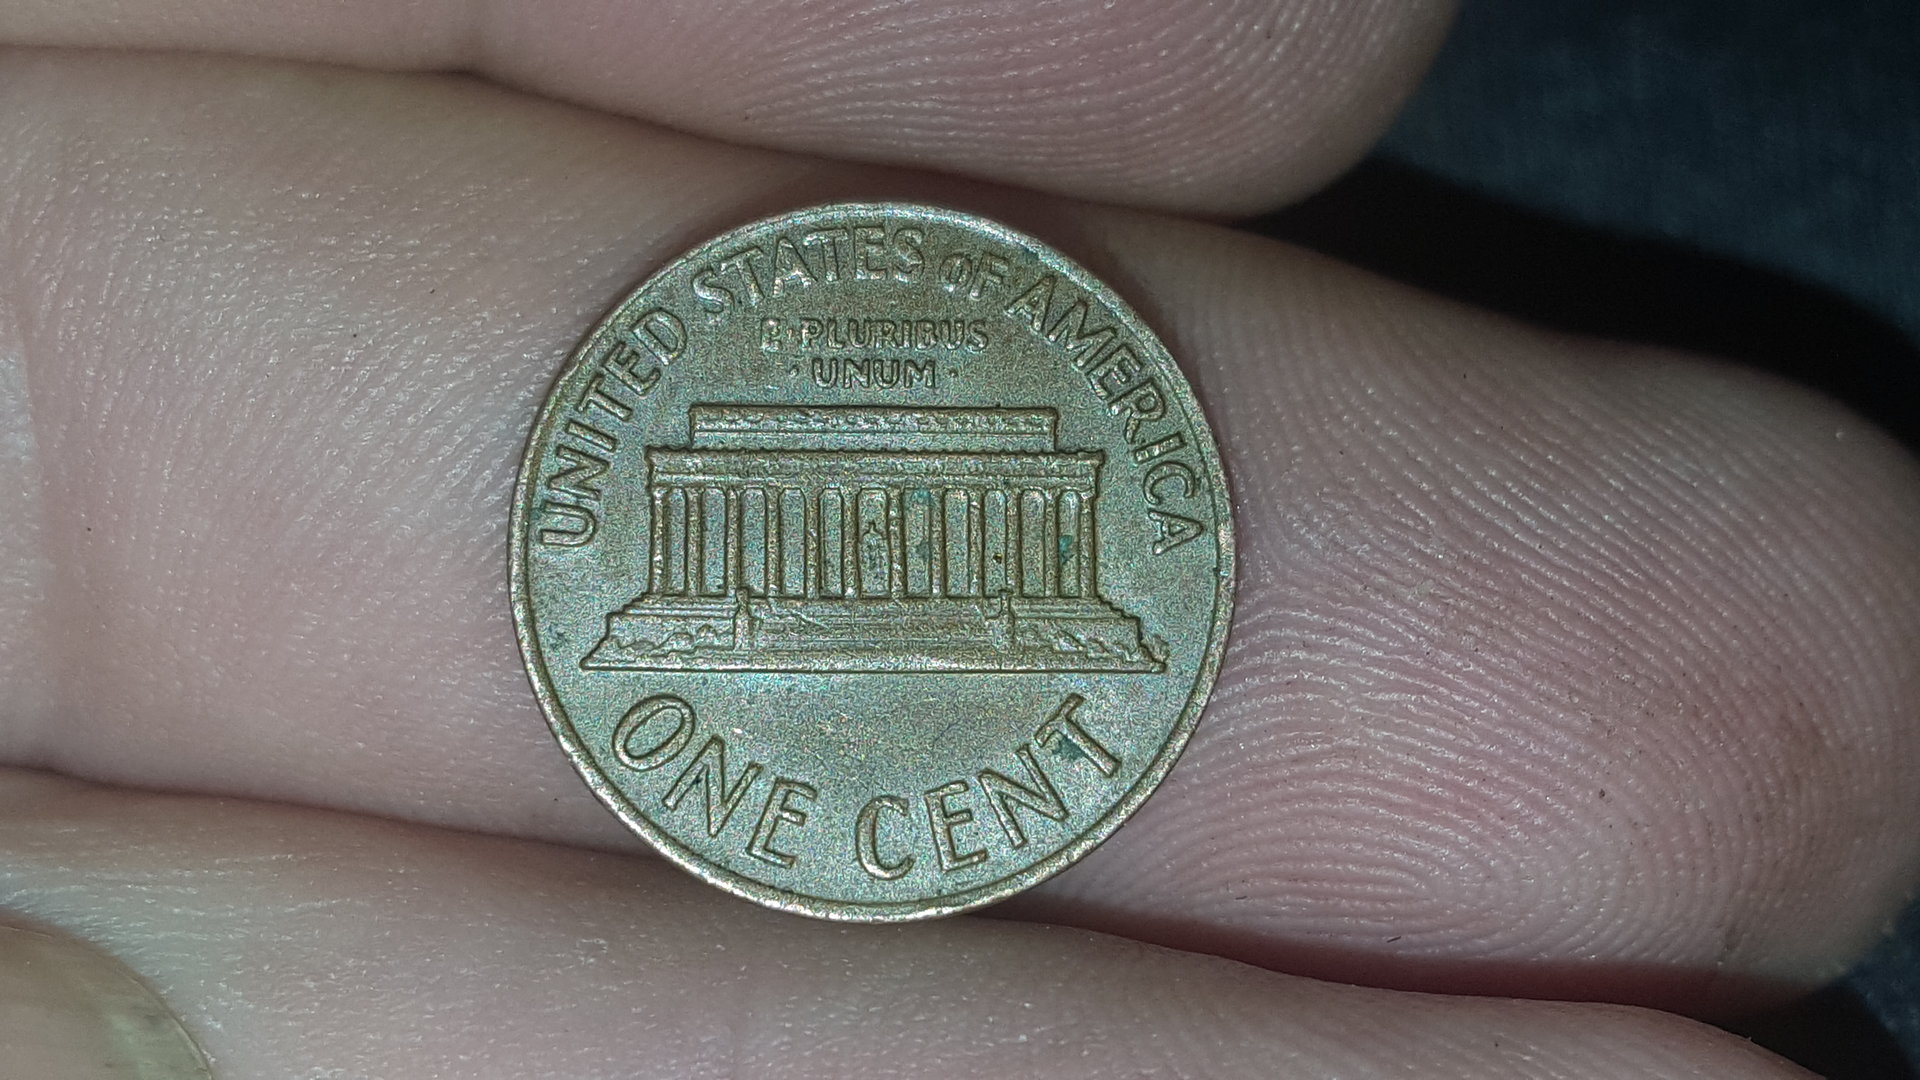 UNITED STATES OF AMERICA
E·PLURIBUS
·UNUM·
ONE CENT